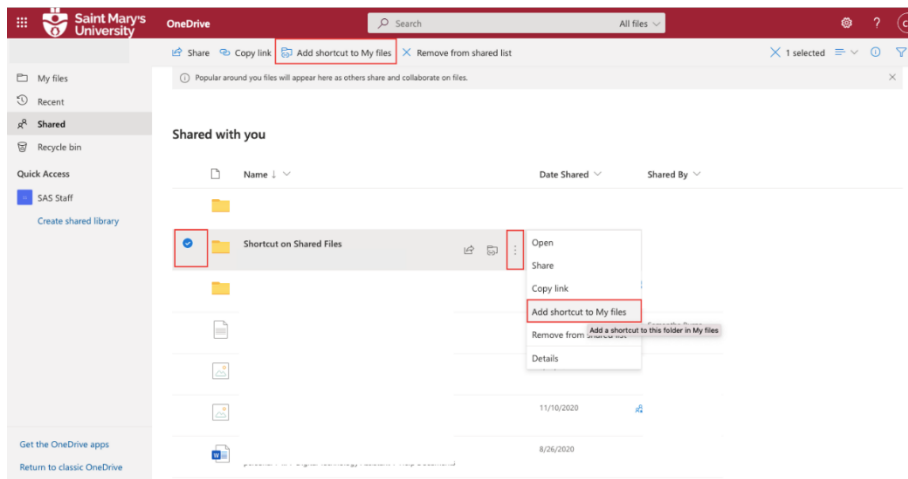 Saint Mary's
University
OneDrive
Search
All files
?
Share Copy link Add shortcut to My files Remove from shared list
1 selected
Popular around you files will appear here as others share and collaborate on files.
My files
Recent
Shared
Recycle bin
Quick Access
SAS Staff
Create shared library
Get the OneDrive apps
Return to classic OneDrive
Shared with you
Name ↓ Date Shared Shared By
Shortcut on Shared Files
Open
Share
Copy link
Add shortcut to My files
Add a shortcut to this folder in My files
Remove from
Details
11/10/2020
8/26/2020